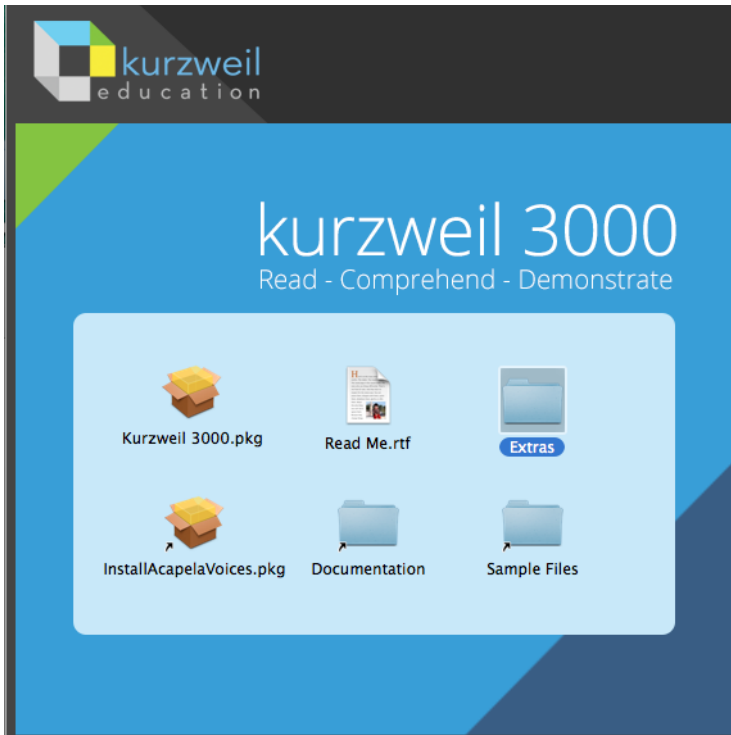 kurzweil
education
kurzweil 3000
Read - Comprehend - Demonstrate
Kurzweil 3000.pkg
Read Me.rtf
Extras
InstallAcapelaVoices.pkg
Documentation
Sample Files